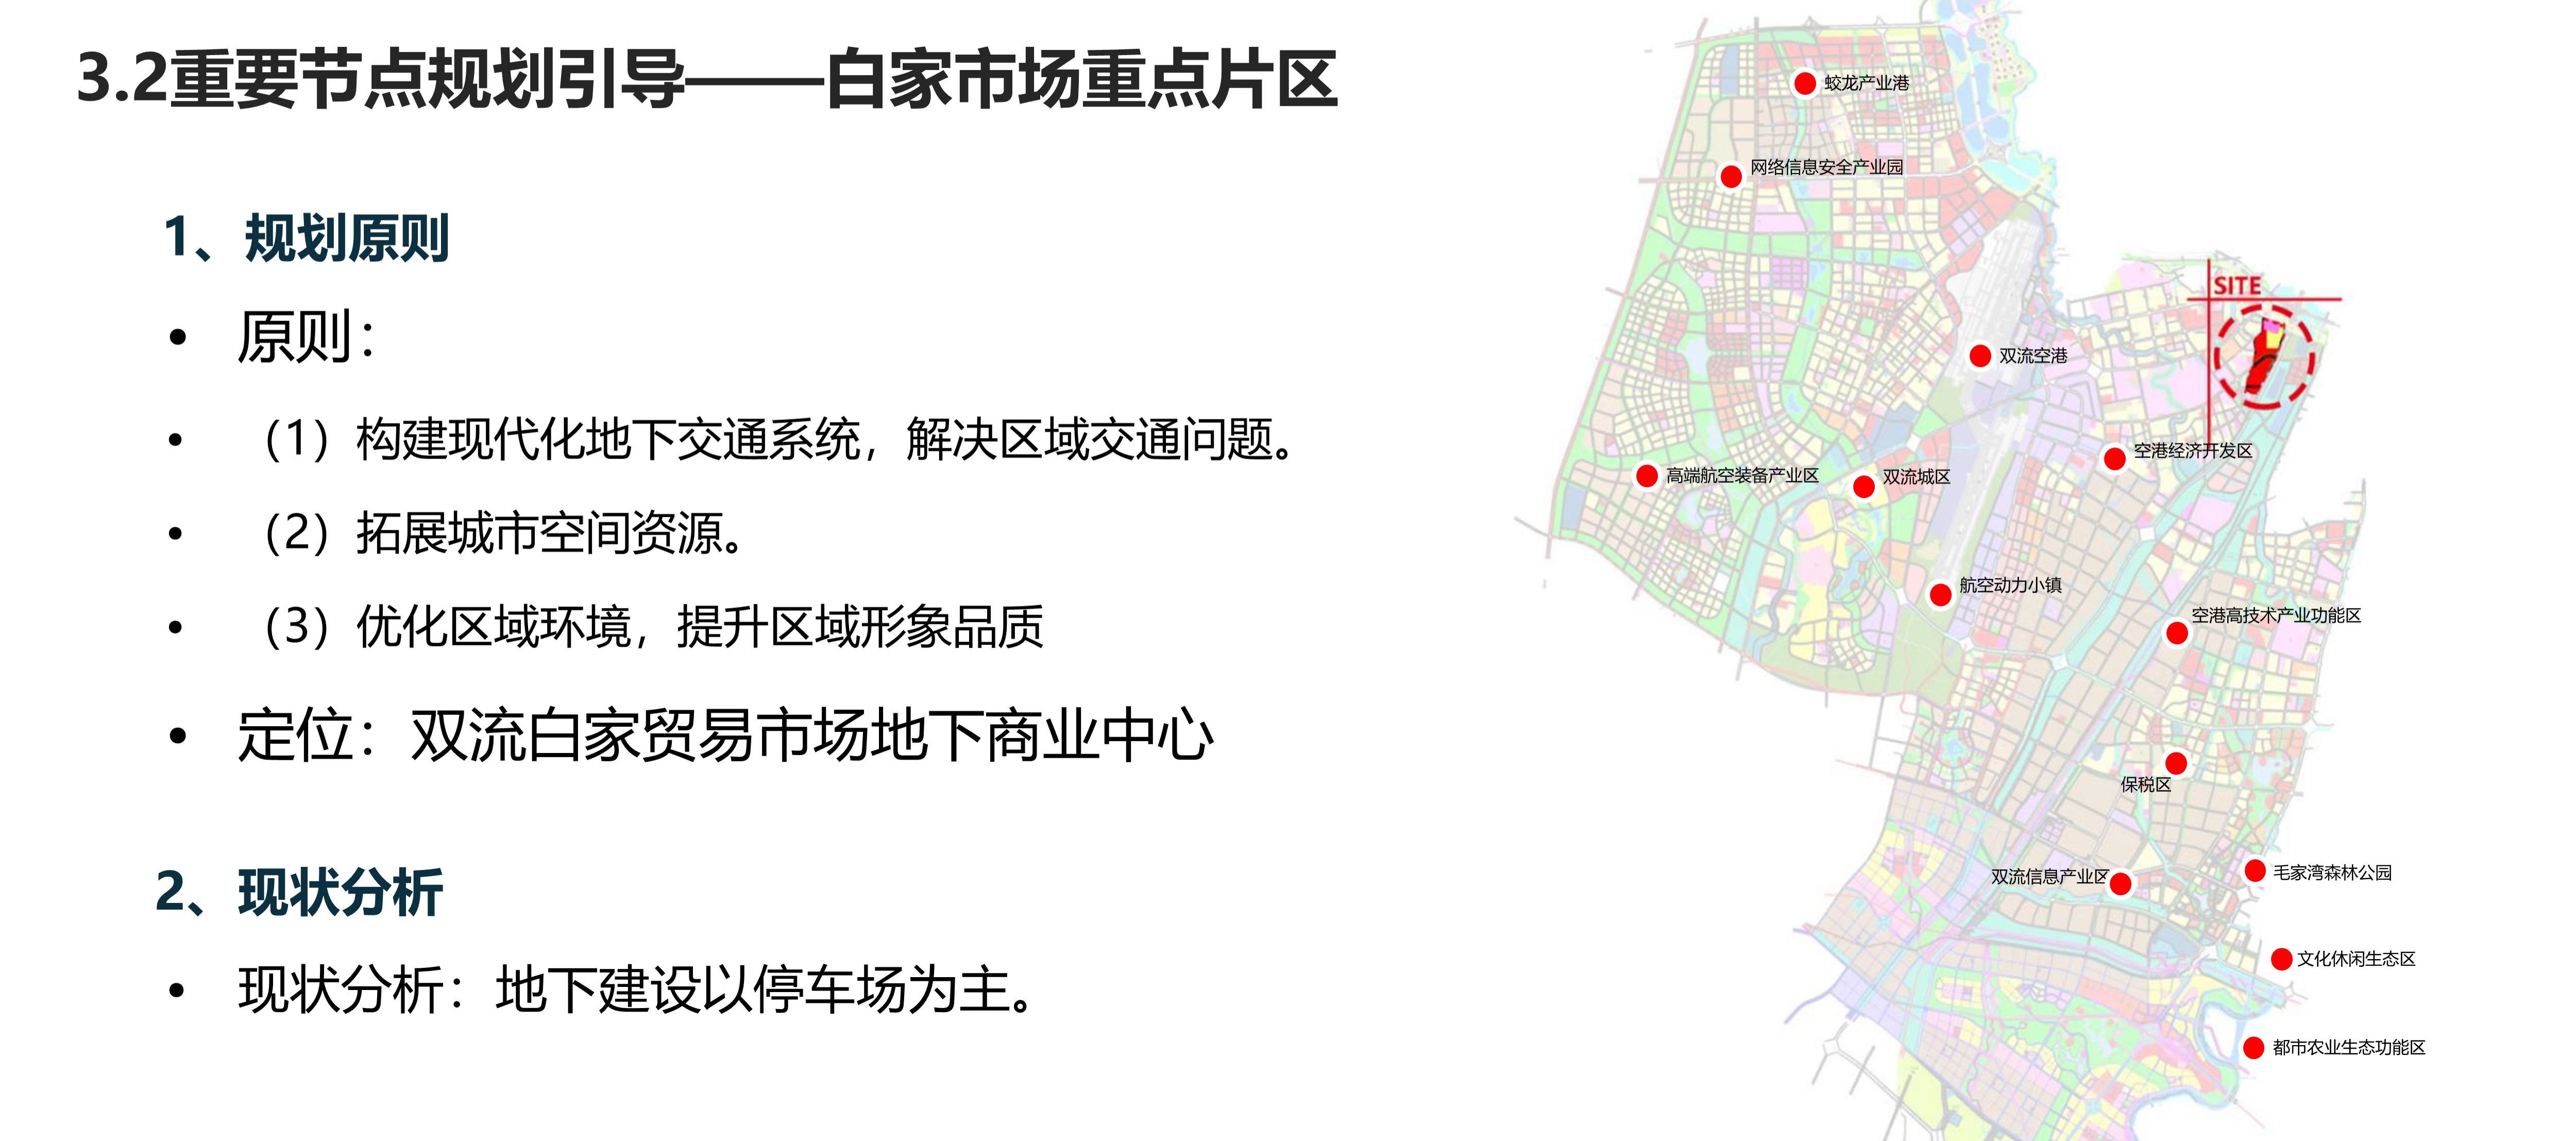 3.2重要节点规划引导——白家市场重点片区
1、规划原则
• 原则：
• （1）构建现代化地下交通系统，解决区域交通问题。
• （2）拓展城市空间资源。
• （3）优化区域环境，提升区域形象品质
• 定位：双流白家贸易市场地下商业中心
2、现状分析
• 现状分析：地下建设以停车场为主。
蛟龙产业港
网络信息安全产业园
SITE
双流空港
空港经济开发区
高端航空装备产业区
双流城区
航空动力小镇
空港高技术产业功能区
保税区
双流信息产业区
毛家湾森林公园
文化休闲生态区
都市农业生态功能区